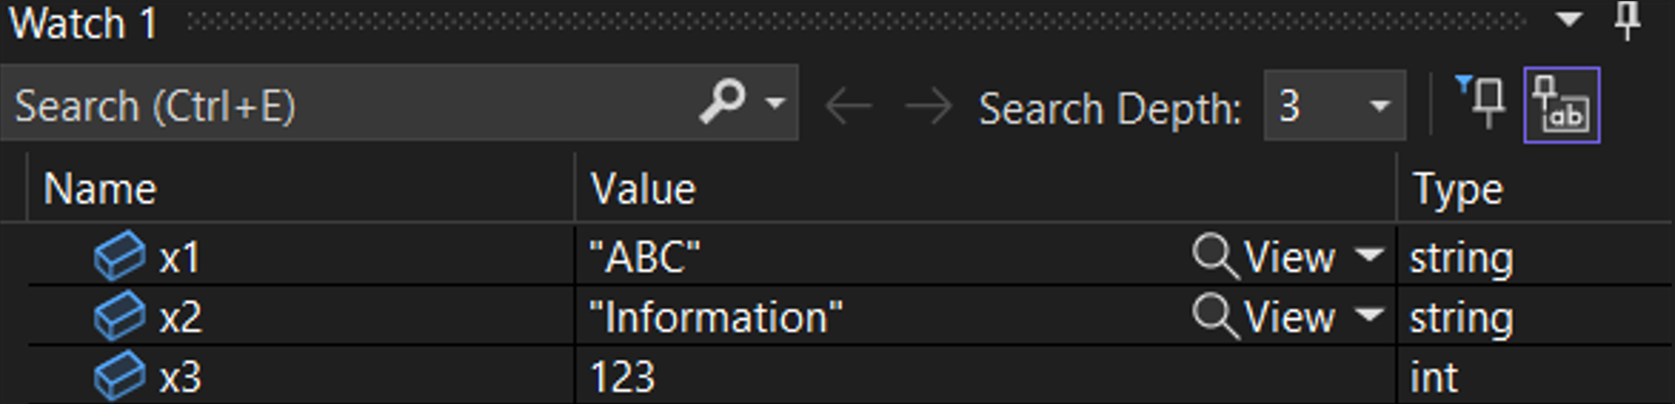 Watch 1
Search (Ctrl+E) Search Depth: 3 ab
Name Value Type
x1 "ABC" View string
x2 "Information" View string
x3 123 int